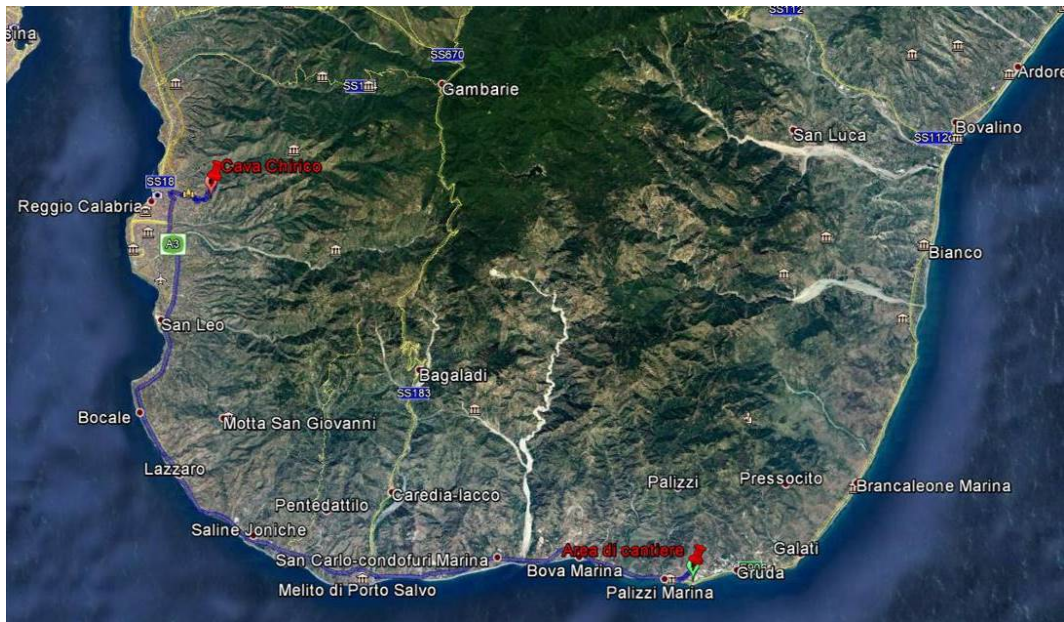 SS112
sina
SS670
Gambarie
Ardore
San Luca
Bovalino
Cava Chirico
SS18
Reggio Calabria
A3
Bianco
San Leo
Bagaladi
SS183
Bocale
Motta San Giovanni
Lazzaro
Palizzi
Pressocito
Brancaleone Marina
Pentedattilo
Caredia-lacco
Saline Joniche
San Carlo-condofuri Marina
Area di cantiere
Galati
Bova Marina
Gruda
Melito di Porto Salvo
Palizzi Marina